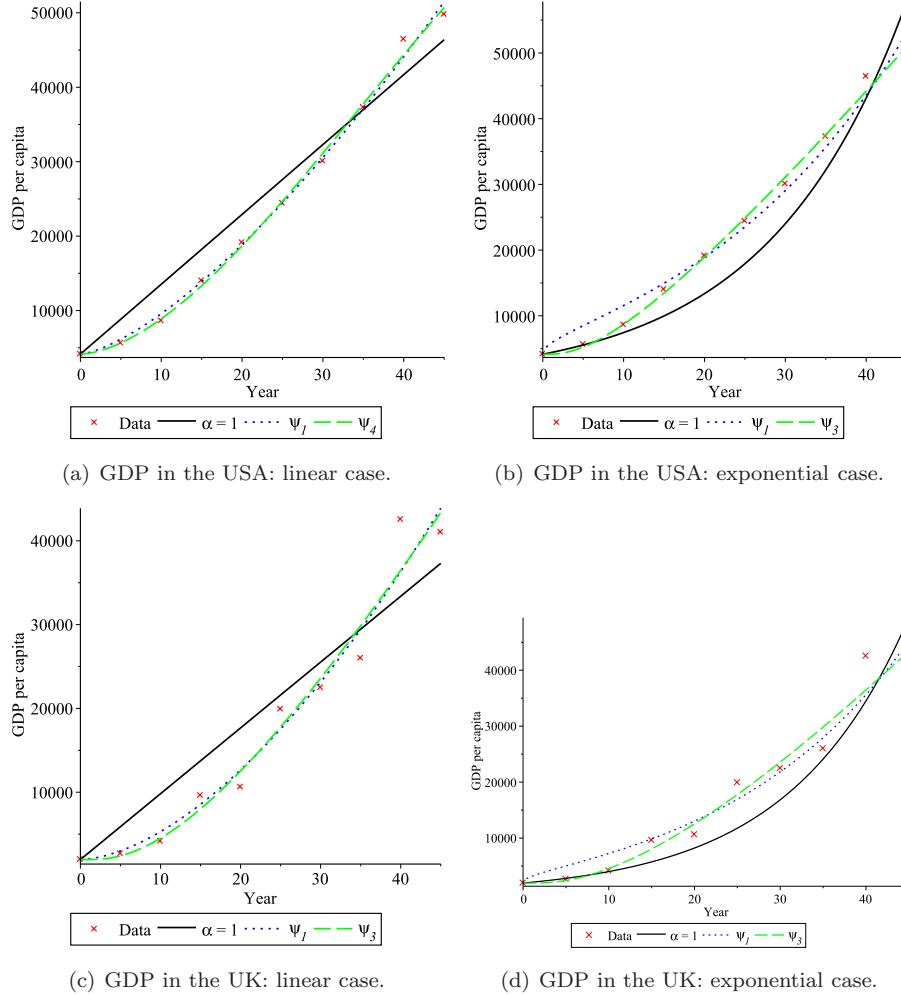 50000
40000
30000
20000
10000
GDP per capita
0 10 20 30 40
Year
× Data α = 1 ψ1 ψ4
(a) GDP in the USA: linear case.
50000
40000
30000
20000
10000
GDP per capita
0 10 20 30 40
Year
× Data α = 1 ψ1 ψ3
(b) GDP in the USA: exponential case.
40000
30000
20000
10000
GDP per capita
0 10 20 30 40
Year
× Data α = 1 ψ1 ψ3
(c) GDP in the UK: linear case.
40000
30000
20000
10000
GDP per capita
0 10 20 30 40
Year
× Data α = 1 ψ1 ψ3
(d) GDP in the UK: exponential case.